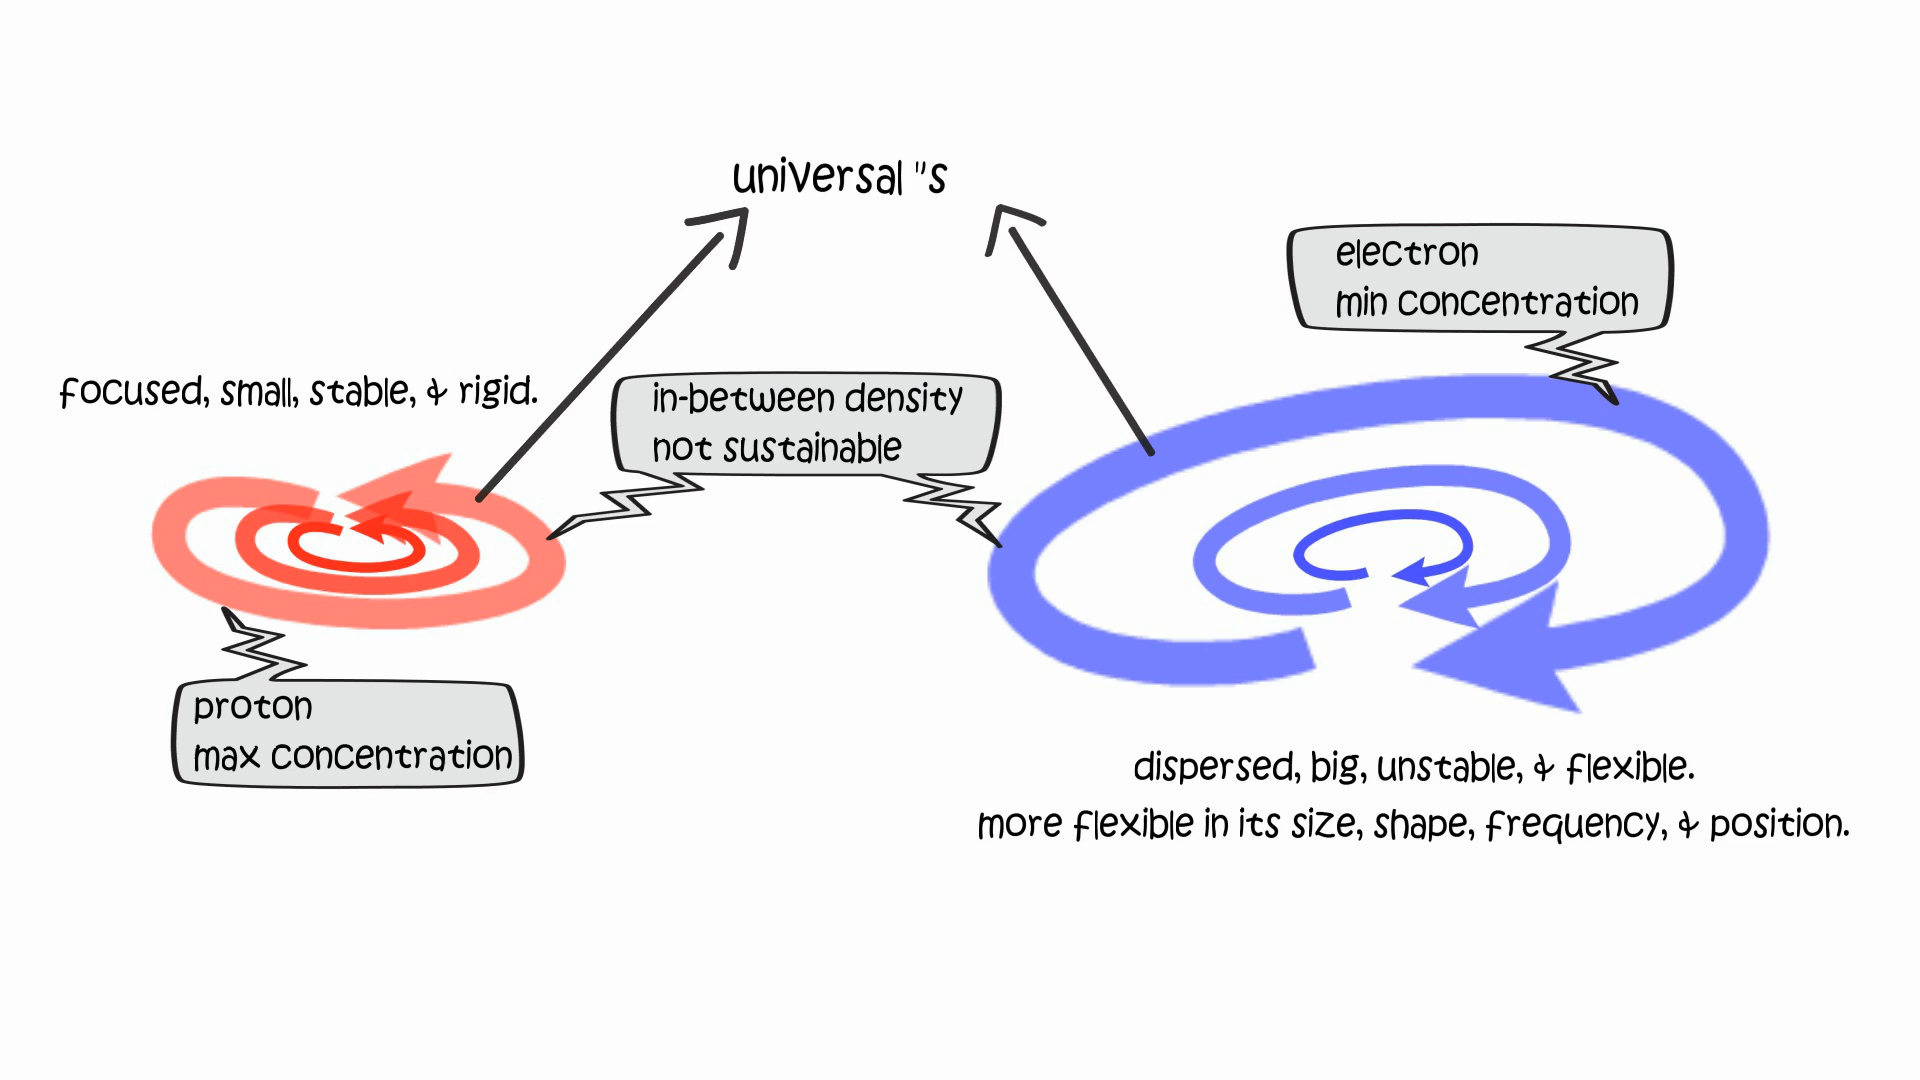 universal "s
electron
min concentration
focused, small, stable, & rigid.
in-between density
not sustainable
proton
max concentration
dispersed, big, unstable, & flexible.
more flexible in its size, shape, frequency, & position.